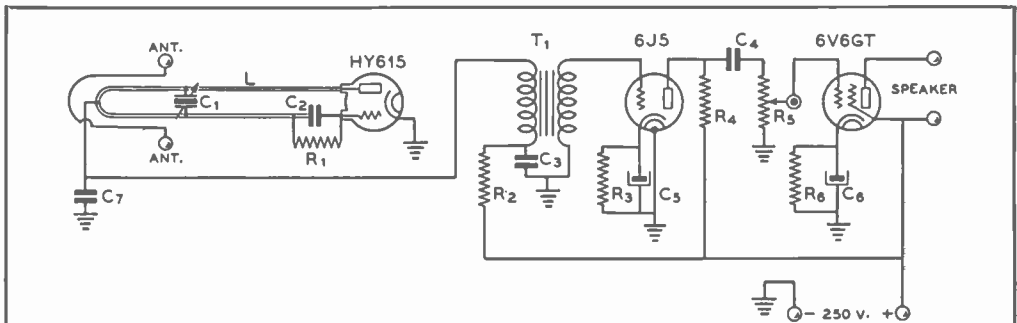 ANT.
L
HY615
T1
6J5
C4
6V6GT
C1
C2
R1
ANT.
C7
R2
C3
R3
C5
R4
R5
R6
C6
SPEAKER
- 250 V. +